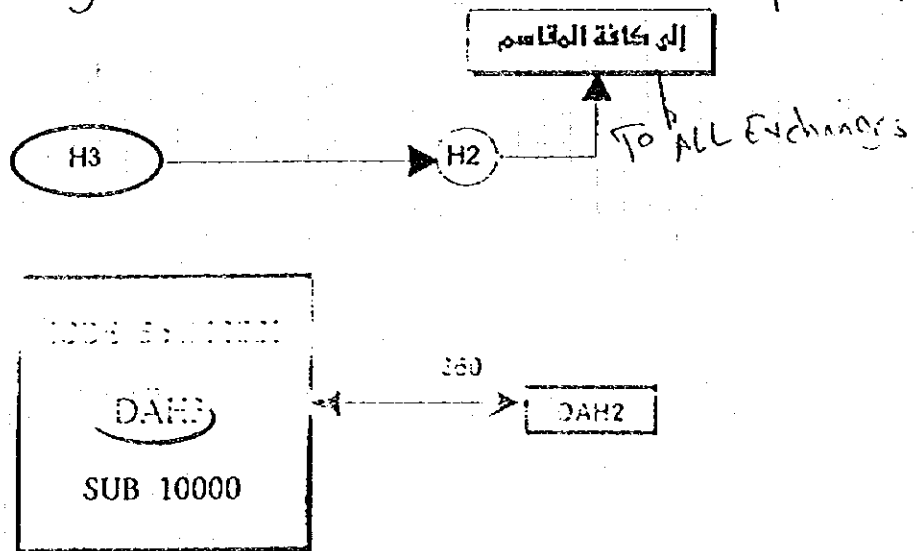 إلى كافة المقاسم
To ALL Exchanges
H3
H2
360
DAH3
DAH2
SUB 10000